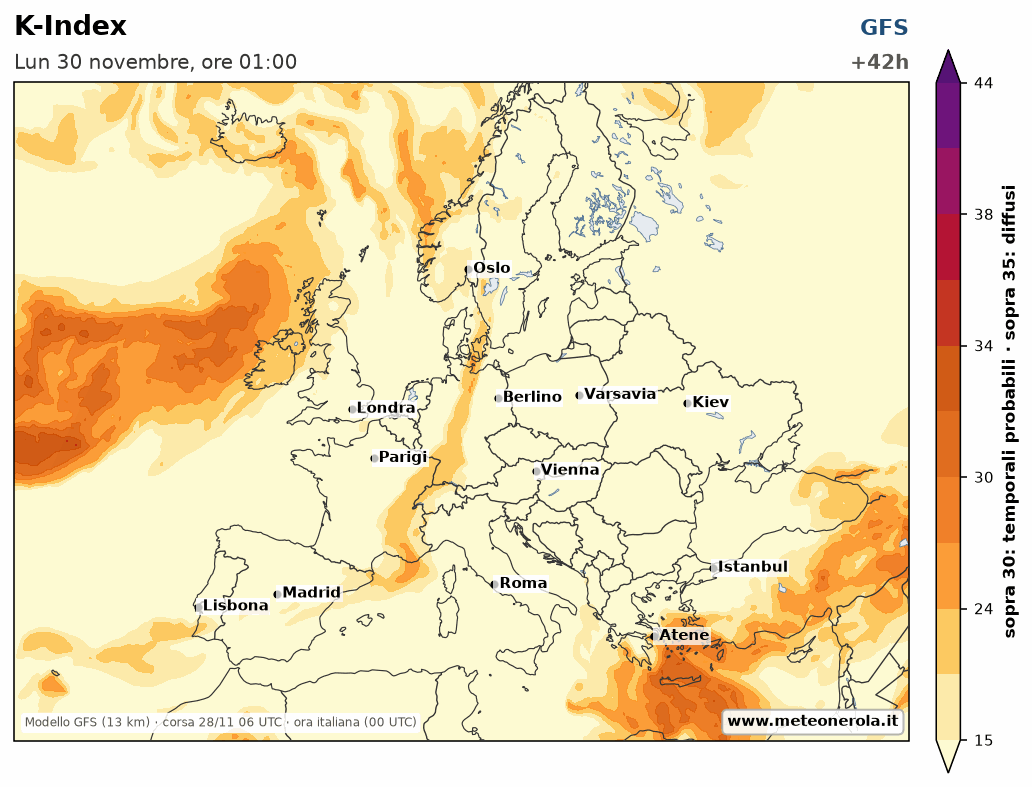 K-Index
GFS
Lun 30 novembre, ore 01:00
+42h
44
38
34
30
24
15
sopra 30: temporali probabili · sopra 35: diffusi
Oslo
Londra
Berlino
Varsavia
Kiev
Parigi
Vienna
Istanbul
Madrid
Roma
Lisbona
Atene
Modello GFS (13 km) · corsa 28/11 06 UTC · ora italiana (00 UTC)
www.meteonerola.it